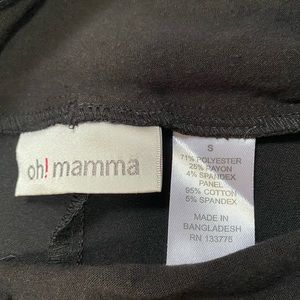 oh! mamma
S
71% POLYESTER
25% RAYON
4% SPANDEX
PANEL
95% COTTON
5% SPANDEX
MADE IN
BANGLADESH
RN 133776